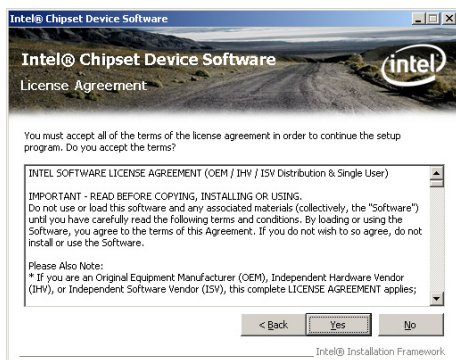 Intel® Chipset Device Software
Intel® Chipset Device Software
License Agreement
intel
You must accept all of the terms of the license agreement in order to continue the setup
program. Do you accept the terms?
INTEL SOFTWARE LICENSE AGREEMENT (OEM / IHV / ISV Distribution & Single User)
IMPORTANT - READ BEFORE COPYING, INSTALLING OR USING.
Do not use or load this software and any associated materials (collectively, the "Software")
until you have carefully read the following terms and conditions. By loading or using the
Software, you agree to the terms of this Agreement. If you do not wish to so agree, do not
install or use the Software.
Please Also Note:
* If you are an Original Equipment Manufacturer (OEM), Independent Hardware Vendor
(IHV), or Independent Software Vendor (ISV), this complete LICENSE AGREEMENT applies;
< Back Yes No
Intel® Installation Framework